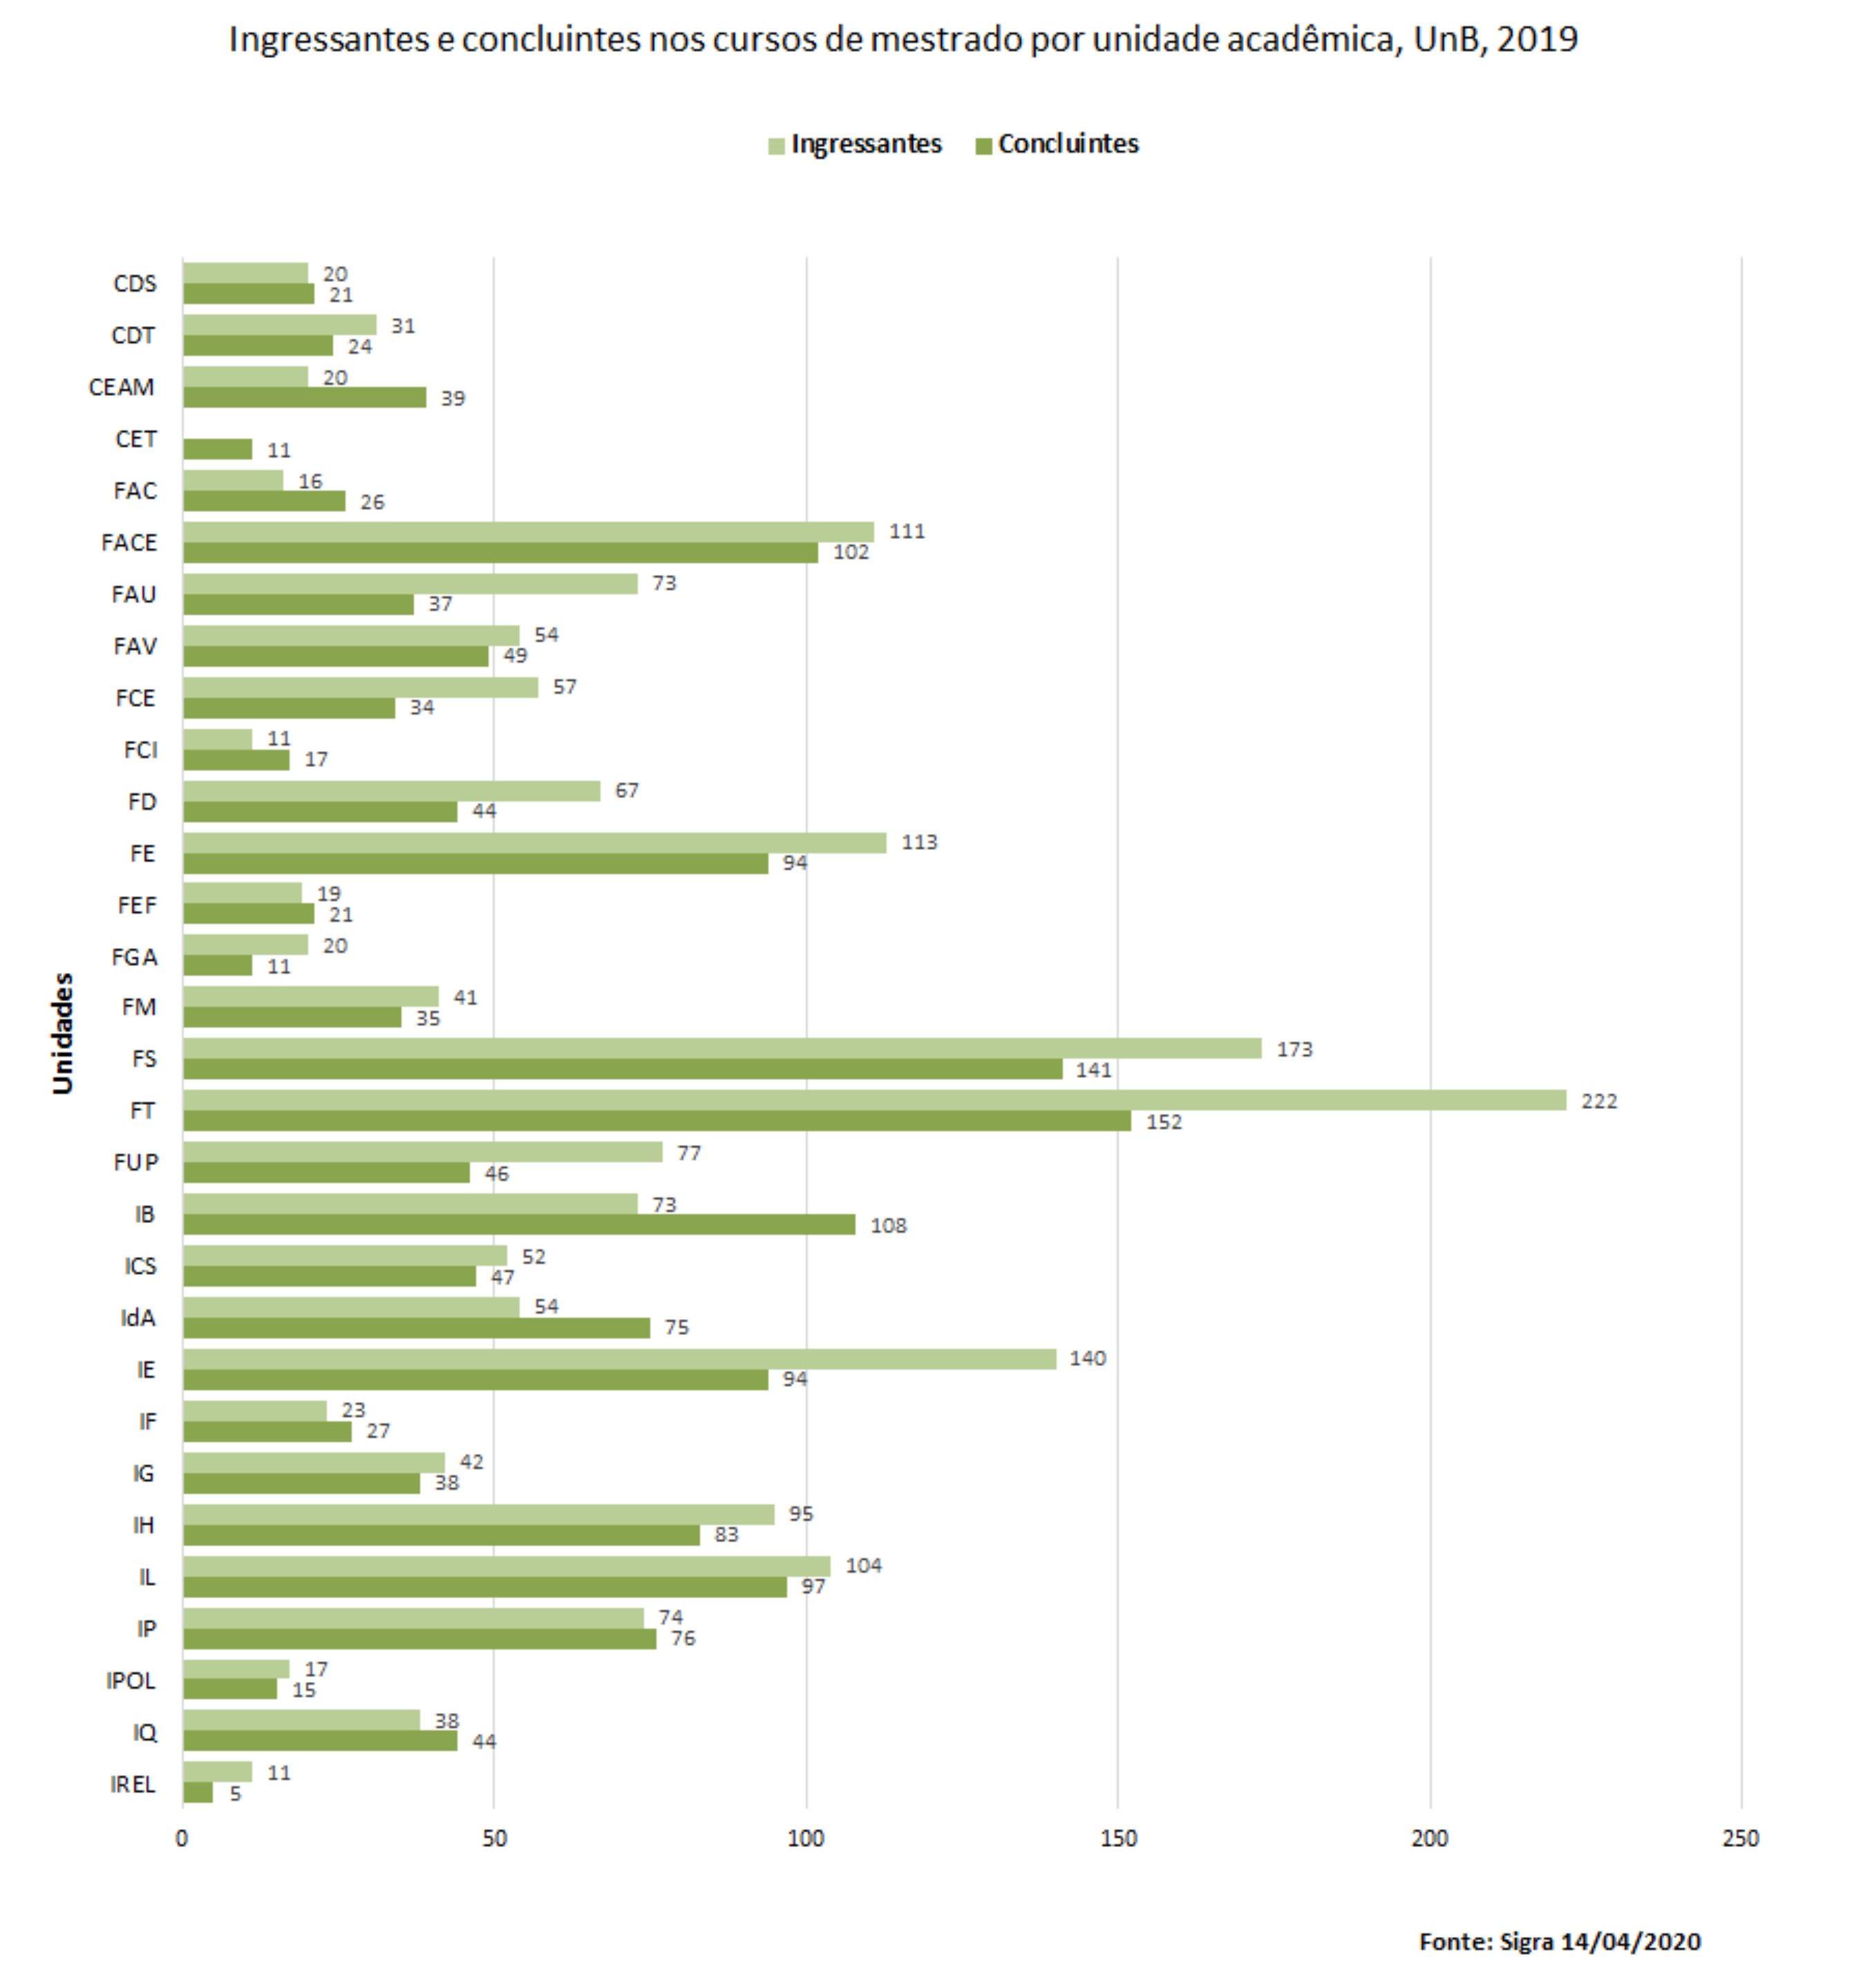 Ingressantes e concluintes nos cursos de mestrado por unidade acadêmica, UnB, 2019
Ingressantes Concluintes
Unidades
CDS 20 21
CDT 31 24
CEAM 20 39
CET 11
FAC 16 26
FACE 111 102
FAU 73 37
FAV 54 49
FCE 57 34
FCI 11 17
FD 67 44
FE 113 94
FEF 19 21
FGA 20 11
FM 41 35
FS 173 141
FT 222 152
FUP 77 46
IB 73 108
ICS 52 47
IdA 54 75
IE 140 94
IF 23 27
IG 42 38
IH 95 83
IL 104 97
IP 74 76
IPOL 17 15
IQ 38 44
IREL 11 5
0 50 100 150 200 250
Fonte: Sigra 14/04/2020